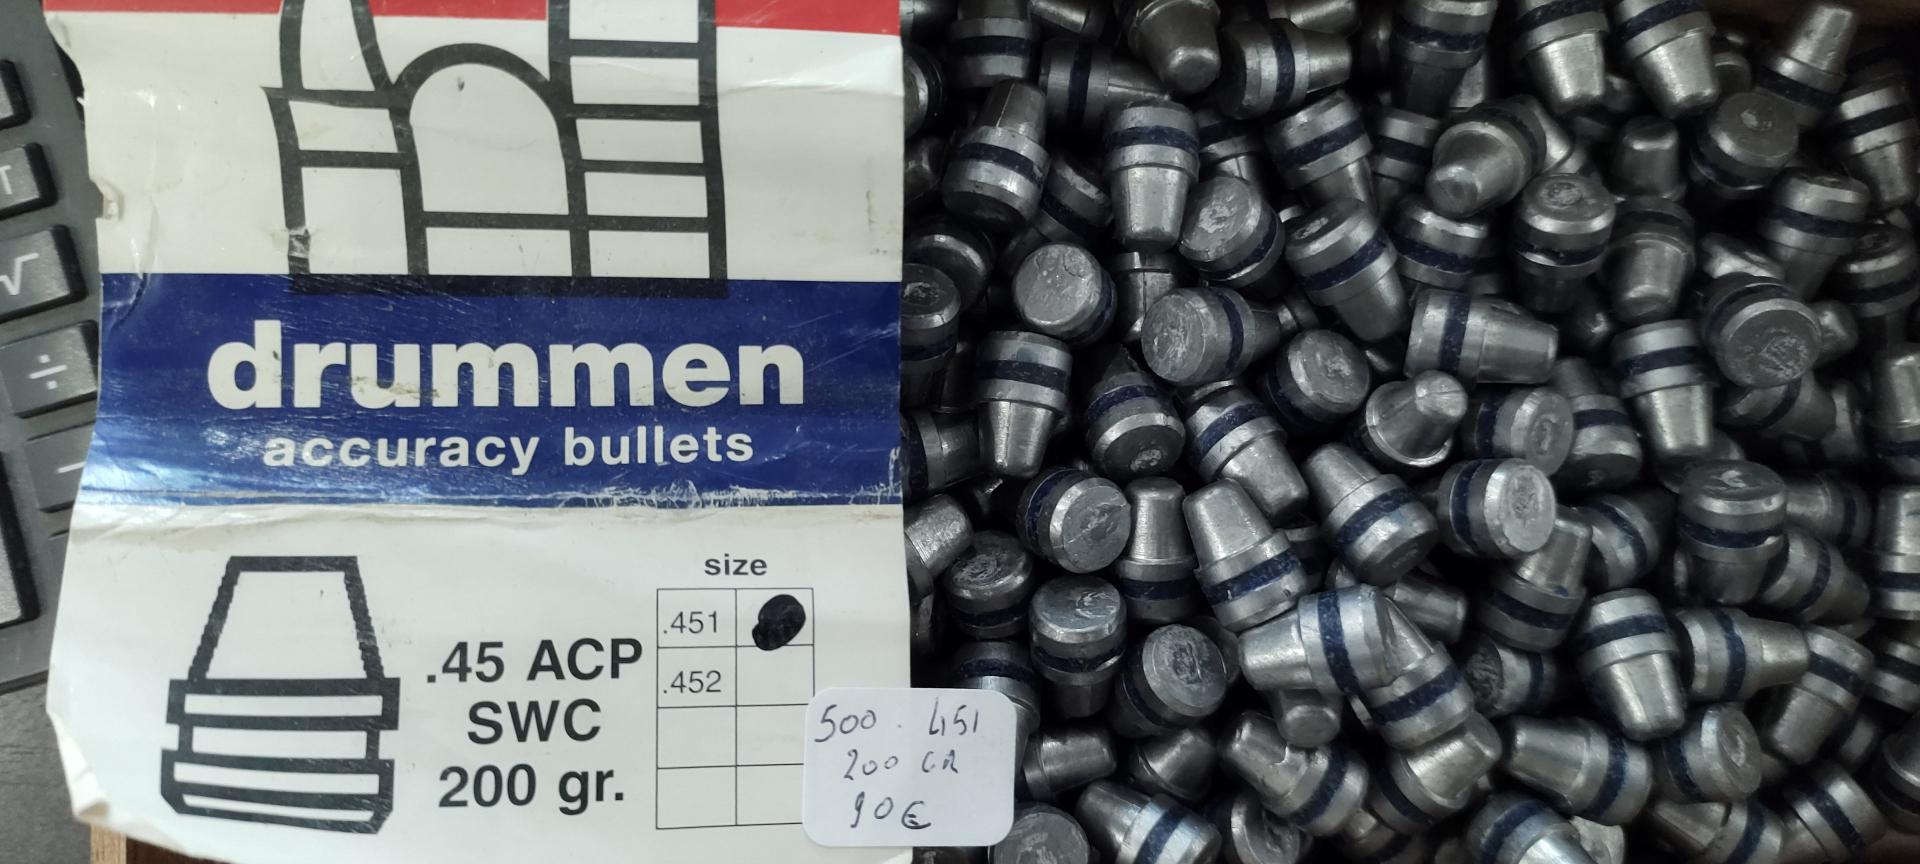 drummen
accuracy bullets
size
.451
.452
.45 ACP
SWC
200 gr.
500 . 451
200 GR
90€
T
√
÷
-